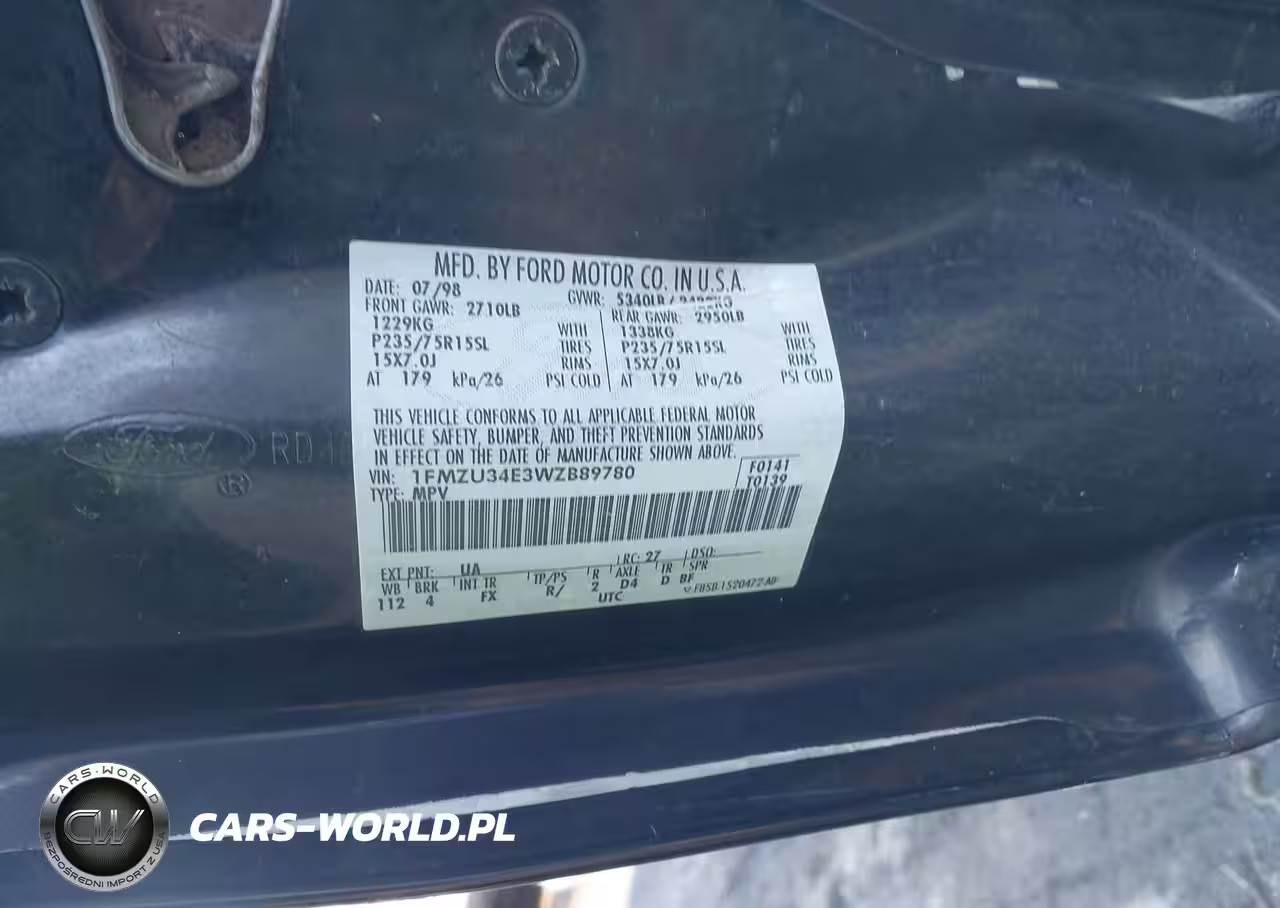 MFD. BY FORD MOTOR CO. IN U.S.A.
DATE: 07/98 GVWR: 5340LB/
FRONT GAWR: 2710LB REAR GAWR: 2950LB
1229KG WITH 1338KG WITH
P235/75R15SL TIRES P235/75R15SL TIRES
15X7.0J RIMS 15X7.0J RIMS
AT 179 kPa/26 PSI COLD AT 179 kPa/26 PSI COLD
THIS VEHICLE CONFORMS TO ALL APPLICABLE FEDERAL MOTOR
VEHICLE SAFETY, BUMPER, AND THEFT PREVENTION STANDARDS
IN EFFECT ON THE DATE OF MANUFACTURE SHOWN ABOVE.
VIN: 1FMZU34E3WZB89780 F0141
TYPE: MPV T0139
EXT PNT: UA RC: 27 DSO:
WB BRK INT TR TP/PS R AXLE TR SPR
112 4 FX R/ 2 D4 D BF
UTC
Ford RD
®
CARS-WORLD
CW
BEZPOŚREDNI IMPORT Z USA
CARS-WORLD.PL